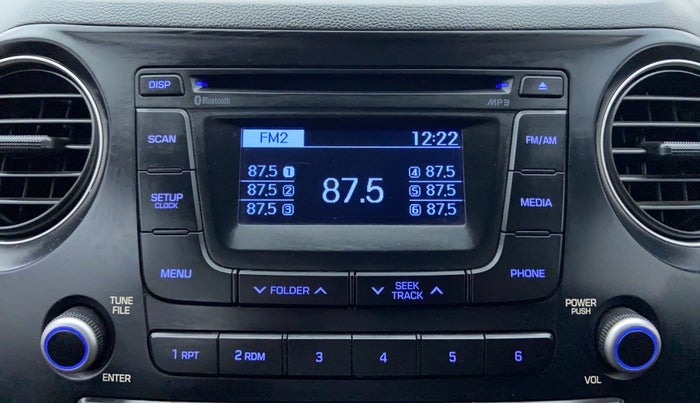 DISP
Bluetooth
MP3
SCAN
FM2 12:22
FM/AM
87.5 1 4 87.5
87.5 2 87.5 5 87.5
87.5 3 6 87.5
SETUP
CLOCK
MEDIA
MENU
FOLDER
SEEK
TRACK
PHONE
TUNE
FILE
POWER
PUSH
1 RPT 2 RDM 3 4 5 6
ENTER
VOL